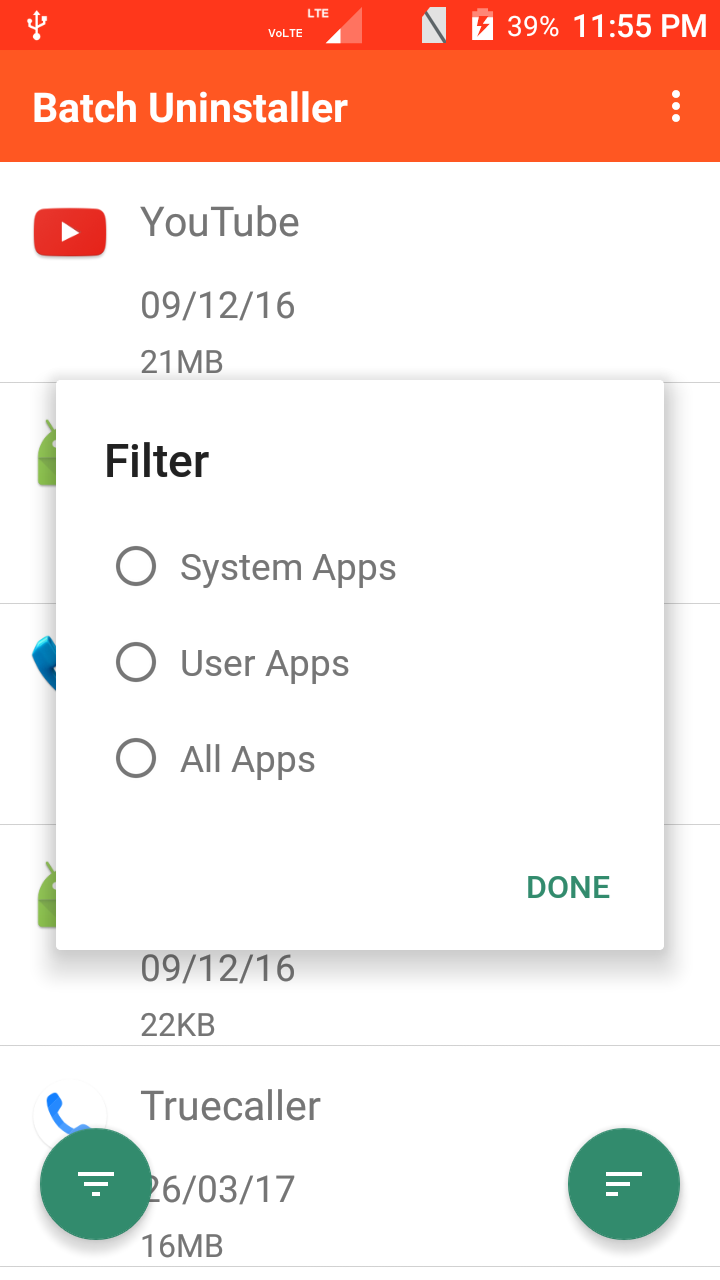 LTE
VoLTE
39% 11:55 PM
Batch Uninstaller
YouTube
09/12/16
21MB
Filter
System Apps
User Apps
All Apps
DONE
09/12/16
22KB
Truecaller
26/03/17
16MB